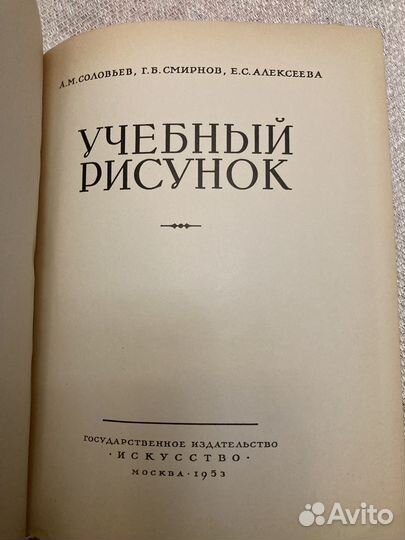 А.М.СОЛОВЬЕВ, Г.Б.СМИРНОВ, Е.С.АЛЕКСЕЕВА
УЧЕБНЫЙ
РИСУНОК
ГОСУДАРСТВЕННОЕ ИЗДАТЕЛЬСТВО
·ИСКУССТВО·
МОСКВА·1953
Avito